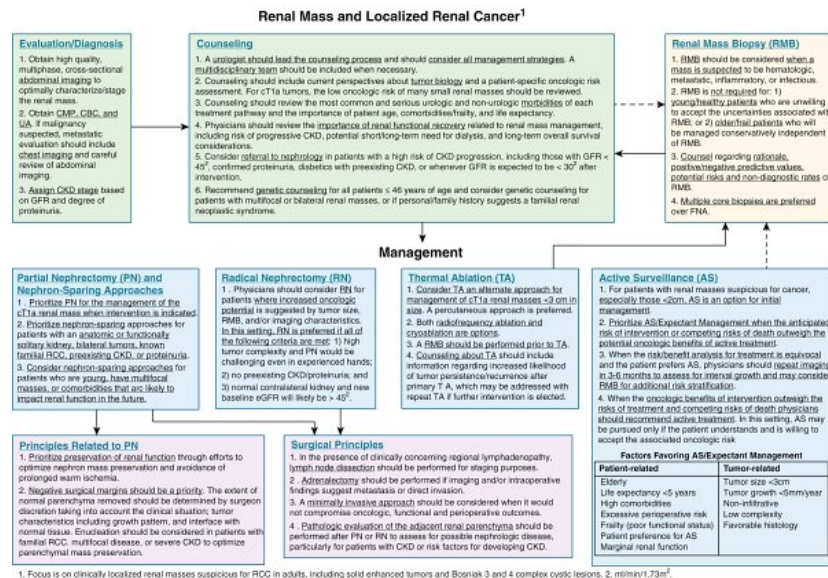 Renal Mass and Localized Renal Cancer1
Evaluation/Diagnosis
1. Obtain high quality,
multiphase, cross-sectional
abdominal imaging to
optimally characterize/stage
the renal mass.
2. Obtain CMP, CBC, and
UA. If malignancy
suspected, metastatic
evaluation should include
chest imaging and careful
review of abdominal
imaging.
3. Assign CKD stage based
on GFR and degree of
proteinuria.
Counseling
1. A urologist should lead the counseling process and should consider all management strategies. A
multidisciplinary team should be included when necessary.
2. Counseling should include current perspectives about tumor biology and a patient-specific oncologic risk
assessment. For cT1a tumors, the low oncologic risk of many small renal masses should be reviewed.
3. Counseling should review the most common and serious urologic and non-urologic morbidities of each
treatment pathway and the importance of patient age, comorbidities/frailty, and life expectancy.
4. Physicians should review the importance of renal functional recovery related to renal mass management,
including risk of progressive CKD, potential short/long-term need for dialysis, and long-term overall survival
considerations.
5. Consider referral to nephrology in patients with a high risk of CKD progression, including those with GFR <
45², confirmed proteinuria, diabetics with preexisting CKD, or whenever GFR is expected to be < 30² after
intervention.
6. Recommend genetic counseling for all patients ≤ 46 years of age and consider genetic counseling for
patients with multifocal or bilateral renal masses, or if personal/family history suggests a familial renal
neoplastic syndrome.
Renal Mass Biopsy (RMB)
1. RMB should be considered when a
mass is suspected to be hematologic,
metastatic, inflammatory, or infectious.
2. RMB is not required for: 1)
young/healthy patients who are unwilling
to accept the uncertainties associated with
RMB; or 2) older/frail patients who will
be managed conservatively independent
of RMB.
3. Counsel regarding rationale,
positive/negative predictive values,
potential risks and non-diagnostic rates of
RMB.
4. Multiple core biopsies are preferred
over FNA.
Management
Partial Nephrectomy (PN) and
Nephron-Sparing Approaches
1 . Prioritize PN for the management of the
cT1a renal mass when intervention is indicated.
2. Prioritize nephron-sparing approaches for
patients with an anatomic or functionally
solitary kidney, bilateral tumors, known
familial RCC, preexisting CKD, or proteinuria.
3. Consider nephron-sparing approaches for
patients who are young, have multifocal
masses, or comorbidities that are likely to
impact renal function in the future.
Radical Nephrectomy (RN)
1 . Physicians should consider RN for
patients where increased oncologic
potential is suggested by tumor size,
RMB, and/or imaging characteristics.
In this setting, RN is preferred if all of
the following criteria are met: 1) high
tumor complexity and PN would be
challenging even in experienced hands;
2) no preexisting CKD/proteinuria; and
3) normal contralateral kidney and new
baseline eGFR will likely be > 45².
Thermal Ablation (TA)
1. Consider TA an alternate approach for
management of cT1a renal masses <3 cm in
size. A percutaneous approach is preferred.
2. Both radiofrequency ablation and
cryoablation are options.
3. A RMB should be performed prior to TA.
4. Counseling about TA should include
information regarding increased likelihood of
tumor persistence/recurrence after
primary T A, which may be addressed with
repeat TA if further intervention is elected.
Active Surveillance (AS)
1. For patients with renal masses suspicious for cancer,
especially those <2cm, AS is an option for initial
management.
2. Prioritize AS/Expectant Management when the anticipated
risk of intervention or competing risks of death outweigh the
potential oncologic benefits of active treatment.
3. When the risk/benefit analysis for treatment is equivocal
and the patient prefers AS, physicians should repeat imaging
in 3-6 months to assess for interval growth and may consider
RMB for additional risk stratification.
4. When the oncologic benefits of intervention outweigh the
risks of treatment and competing risks of death physicians
should recommend active treatment. In this setting, AS may
be pursued only if the patient understands and is willing to
accept the associated oncologic risk
Factors Favoring AS/Expectant Management
Patient-related Tumor-related
Elderly Tumor size <3cm
Life expectancy <5 years Tumor growth <5mm/year
High comorbidities Non-infiltrative
Excessive perioperative risk Low complexity
Frailty (poor functional status) Favorable histology
Patient preference for AS
Marginal renal function
Principles Related to PN
1. Prioritize preservation of renal function through efforts to
optimize nephron mass preservation and avoidance of
prolonged warm ischemia.
2. Negative surgical margins should be a priority. The extent of
normal parenchyma removed should be determined by surgeon
discretion taking into account the clinical situation; tumor
characteristics including growth pattern, and interface with
normal tissue. Enucleation should be considered in patients with
familial RCC, multifocal disease, or severe CKD to optimize
parenchymal mass preservation.
Surgical Principles
1. In the presence of clinically concerning regional lymphadenopathy,
lymph node dissection should be performed for staging purposes.
2 . Adrenalectomy should be performed if imaging and/or intraoperative
findings suggest metastasis or direct invasion.
3. A minimally invasive approach should be considered when it would
not compromise oncologic, functional and perioperative outcomes.
4 . Pathologic evaluation of the adjacent renal parenchyma should be
performed after PN or RN to assess for possible nephrologic disease,
particularly for patients with CKD or risk factors for developing CKD.
1. Focus is on clinically localized renal masses suspicious for RCC in adults, including solid enhanced tumors and Bosniak 3 and 4 complex cystic lesions. 2. ml/min/1.73m².